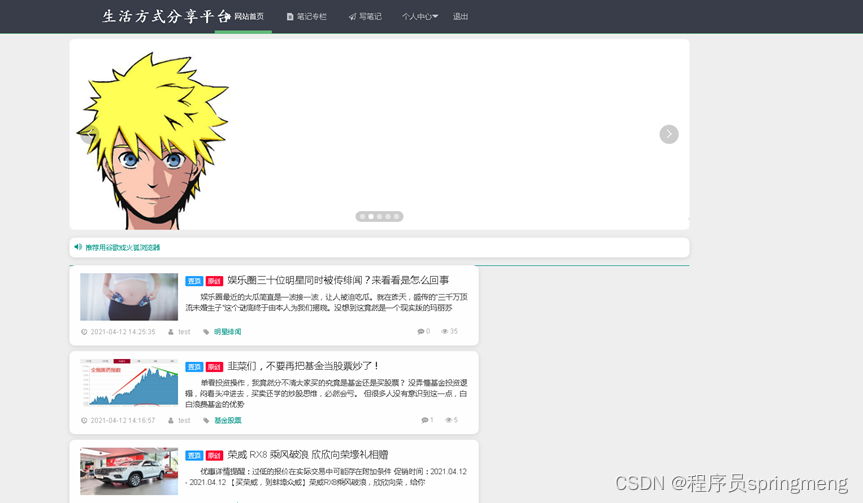 生活方式分享平台
网站首页
笔记专栏
写笔记
个人中心
退出
推荐用谷歌或火狐浏览器
置顶 原创 娱乐圈三十位明星同时被传绯闻？来看看是怎么回事
娱乐圈最近的大瓜简直是一波接一波，让人被迫吃瓜。就在昨天，盛传的“三千万顶
流未婚生子”这个谜底终于由本人为我们揭晓。没想到这竟然是一个现实版的玛丽苏
2021-04-12 14:25:35 test 明星绯闻 0 35
全指医药指数
置顶 原创 韭菜们，不要再把基金当股票炒了！
单看投资操作，我竟然分不清大家买的究竟是基金还是买股票？ 没弄懂基金投资逻
辑，闷着头冲进去，买卖正学的炒股思维，必然会亏。 但很多人没有意识到这一点，白
白浪费基金的优势
2021-04-12 14:16:57 test 基金股票 1 5
置顶 原创 荣威 RX8 乘风破浪 欣欣向荣壕礼相赠
优惠详情提醒：过低的报价在实际交易中可能存在附加条件 促销时间：2021.04.12
- 2021.04.12 【买荣威，到蚌埠众威】荣威RX8乘风破浪，欣欣向荣，给你
CSDN @程序员springmeng